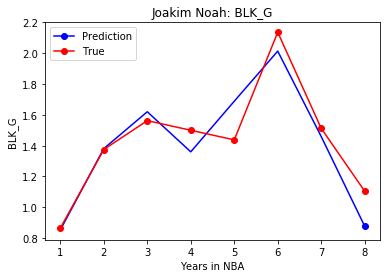 Joakim Noah: BLK_G
Prediction
True
BLK_G
2.2
2.0
1.8
1.6
1.4
1.2
1.0
0.8
1 2 3 4 5 6 7 8
Years in NBA